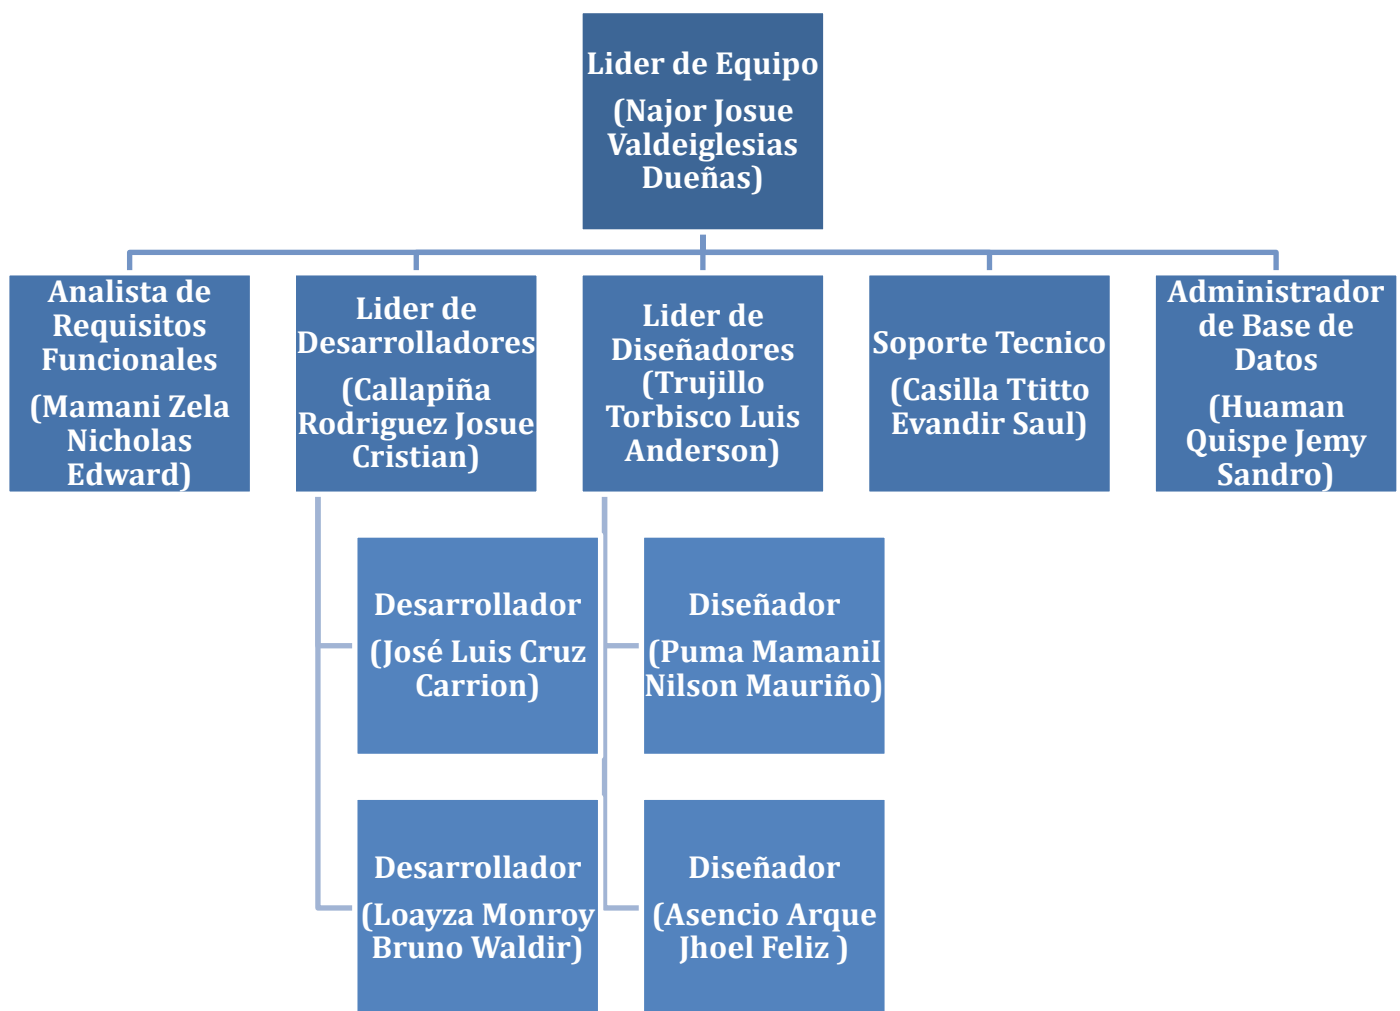 Lider de Equipo
(Najor Josue
Valdeiglesias
Dueñas)
Analista de
Requisitos
Funcionales
(Mamani Zela
Nicholas
Edward)
Lider de
Desarrolladores
(Callapiña
Rodriguez Josue
Cristian)
Lider de
Diseñadores
(Trujillo
Torbisco Luis
Anderson)
Soporte Tecnico
(Casilla Ttitto
Evandir Saul)
Administrador
de Base de
Datos
(Huaman
Quispe Jemy
Sandro)
Desarrollador
(José Luis Cruz
Carrion)
Diseñador
(Puma MamaniI
Nilson Mauriño)
Desarrollador
(Loayza Monroy
Bruno Waldir)
Diseñador
(Asencio Arque
Jhoel Feliz )